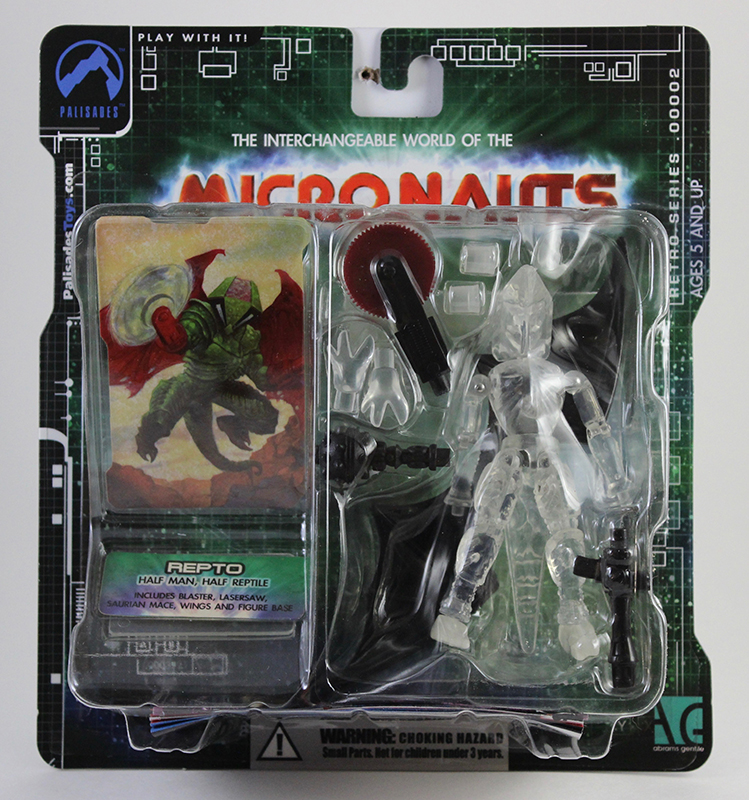 PLAY WITH IT!
PALISADES™
THE INTERCHANGEABLE WORLD OF THE
MICRONAUTS
PalisadesToys.com
RETRO SERIES 00002
AGES 5 AND UP
REPTO
HALF MAN, HALF REPTILE
INCLUDES BLASTER, LASERSAW,
SAURIAN MACE, WINGS AND FIGURE BASE
WARNING: CHOKING HAZARD
Small Parts. Not for children under 3 years.
AG
abrams gentile